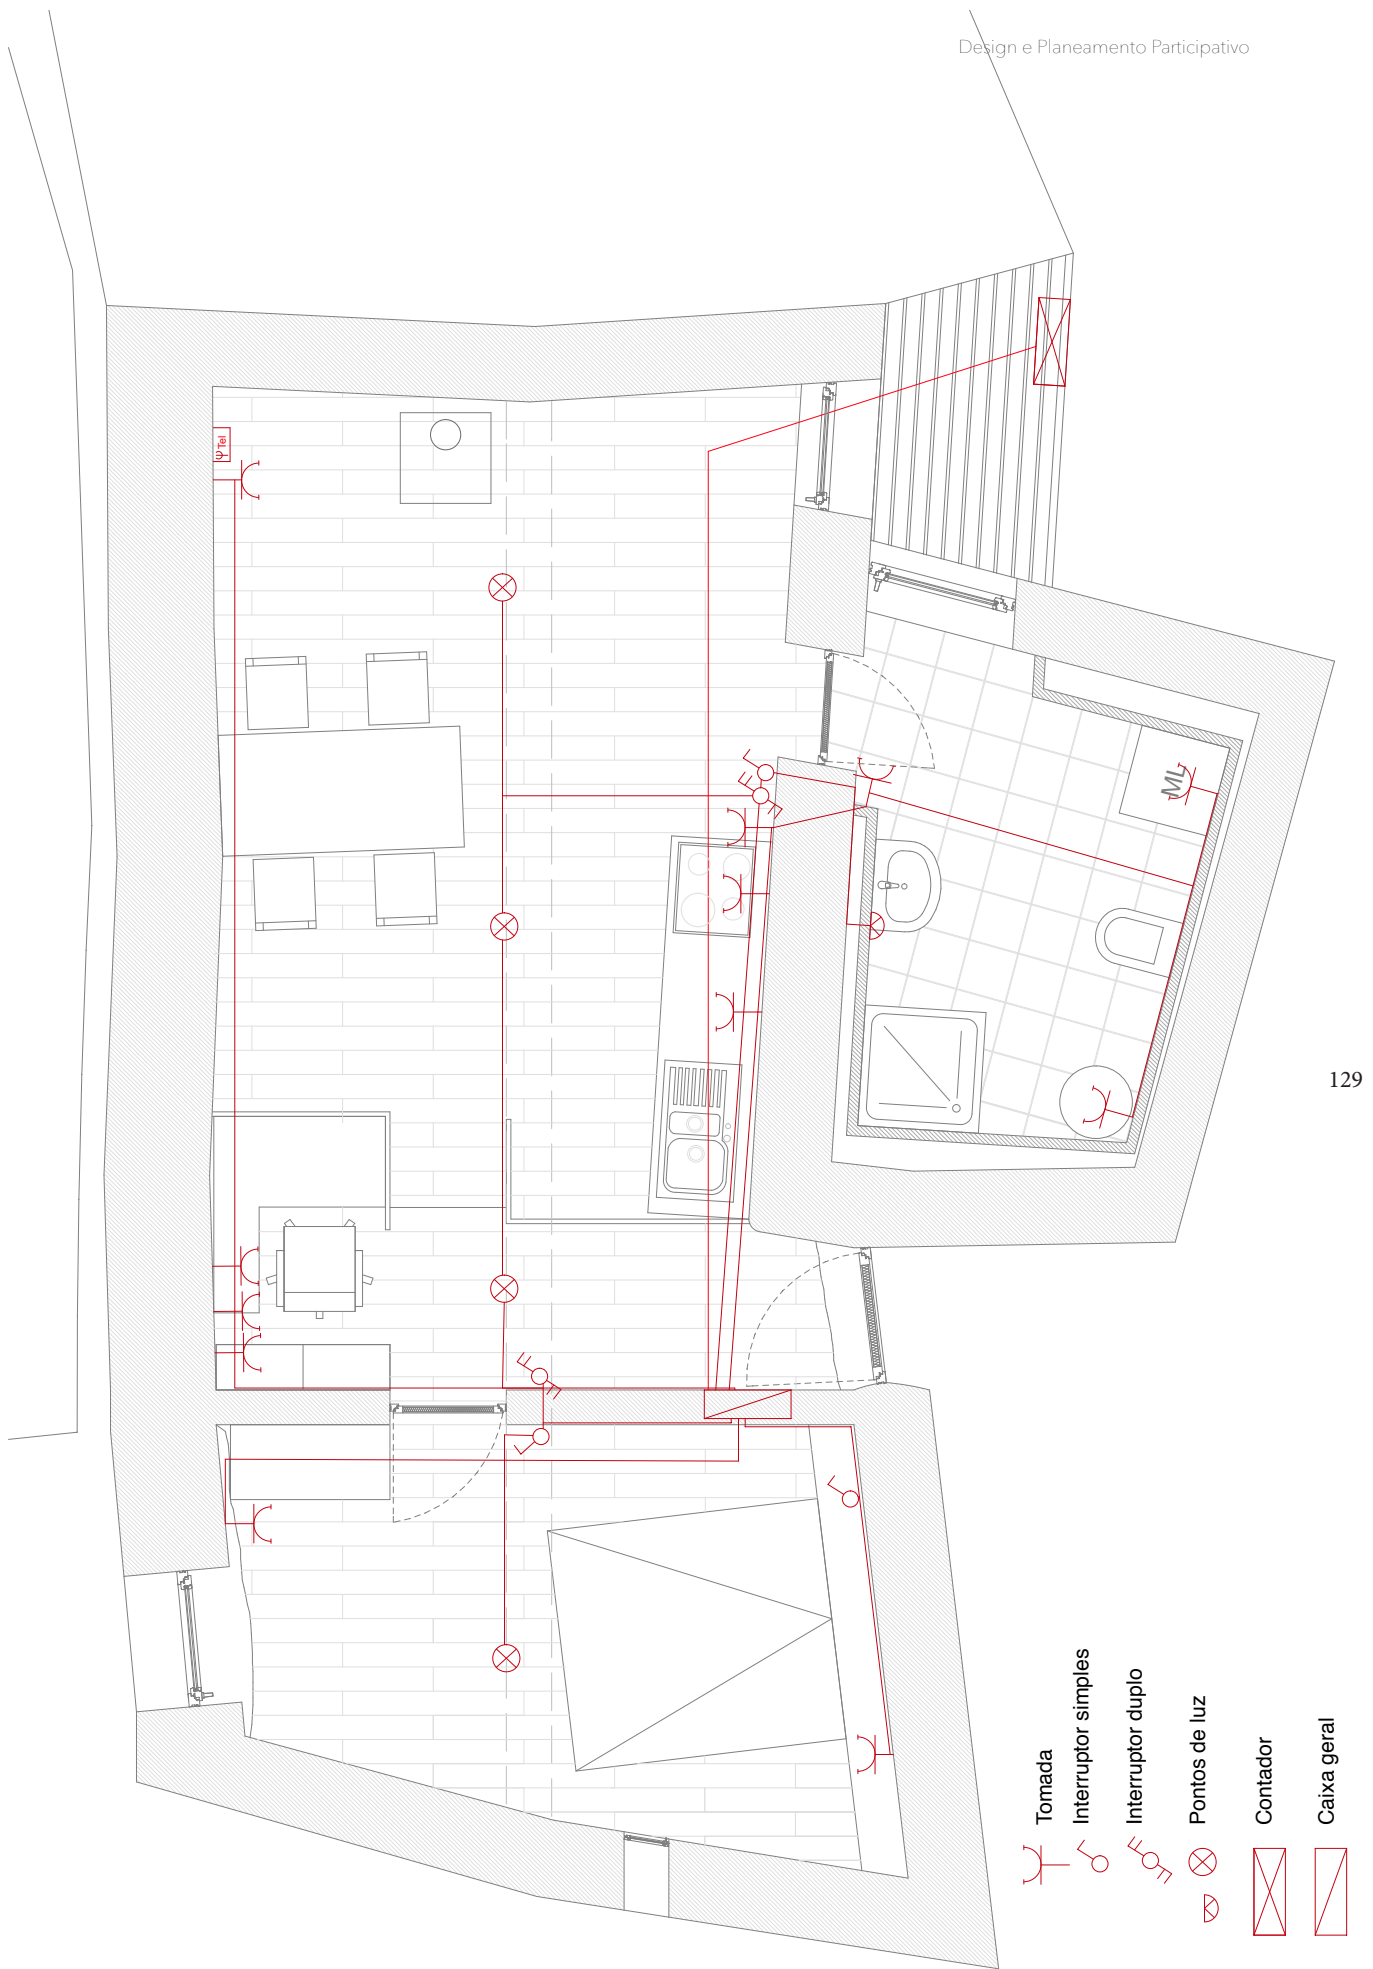 Design e Planeamento Participativo
Tel
ML
129
Tomada
Interruptor simples
Interruptor duplo
Pontos de luz
Contador
Caixa geral